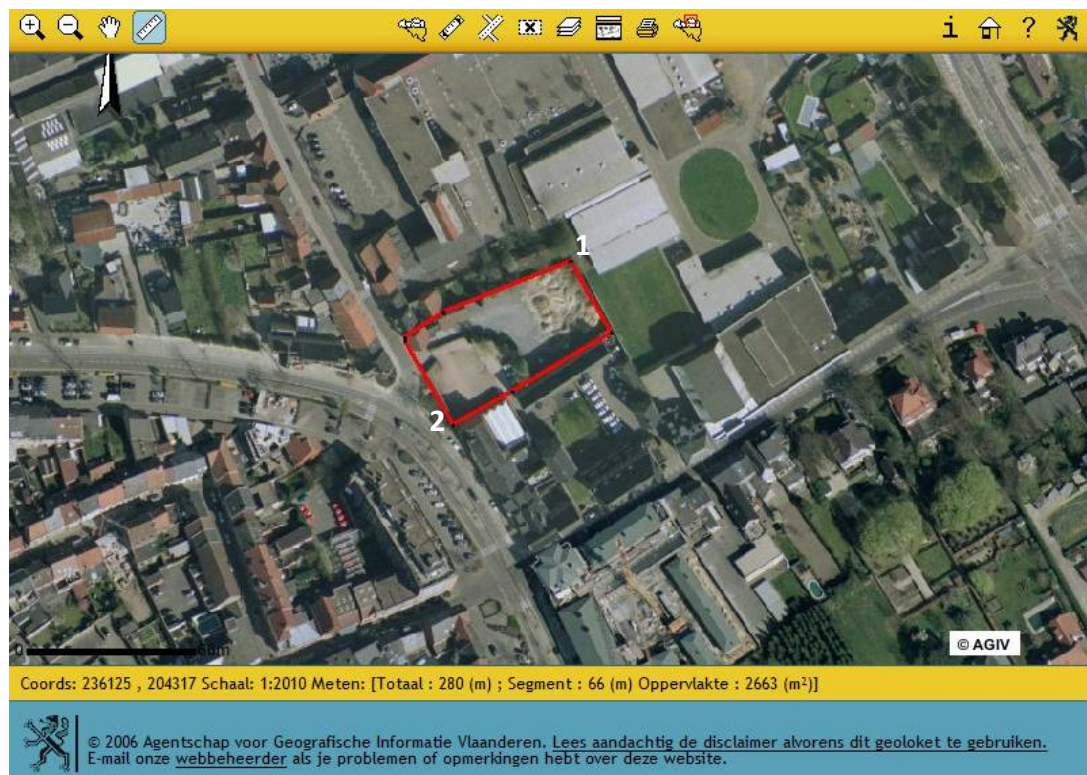 i ?
1
2
0
© AGIV
Coords: 236125 , 204317 Schaal: 1:2010 Meten: [Totaal : 280 (m) ; Segment : 66 (m) Oppervlakte : 2663 (m²)]
© 2006 Agentschap voor Geografische Informatie Vlaanderen. Lees aandachtig de disclaimer alvorens dit geoloket te gebruiken.
E-mail onze webbeheerder als je problemen of opmerkingen hebt over deze website.